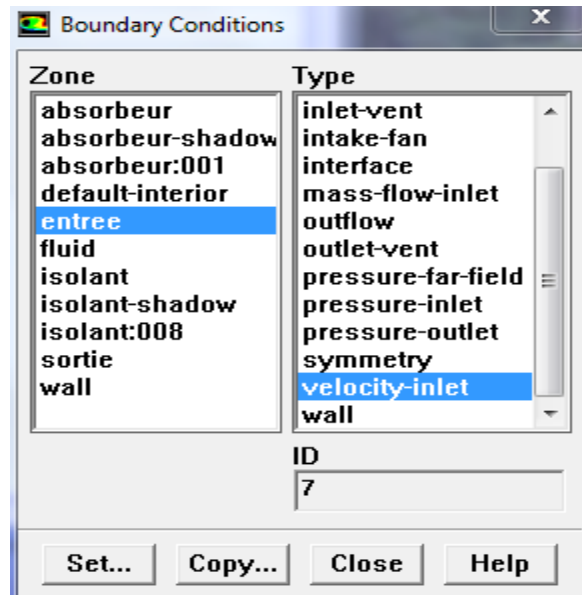 Boundary Conditions
x
Zone
absorbeur
absorbeur-shadow
absorbeur:001
default-interior
entree
fluid
isolant
isolant-shadow
isolant:008
sortie
wall
Type
inlet-vent
intake-fan
interface
mass-flow-inlet
outflow
outlet-vent
pressure-far-field
pressure-inlet
pressure-outlet
symmetry
velocity-inlet
wall
ID
7
Set... Copy... Close Help